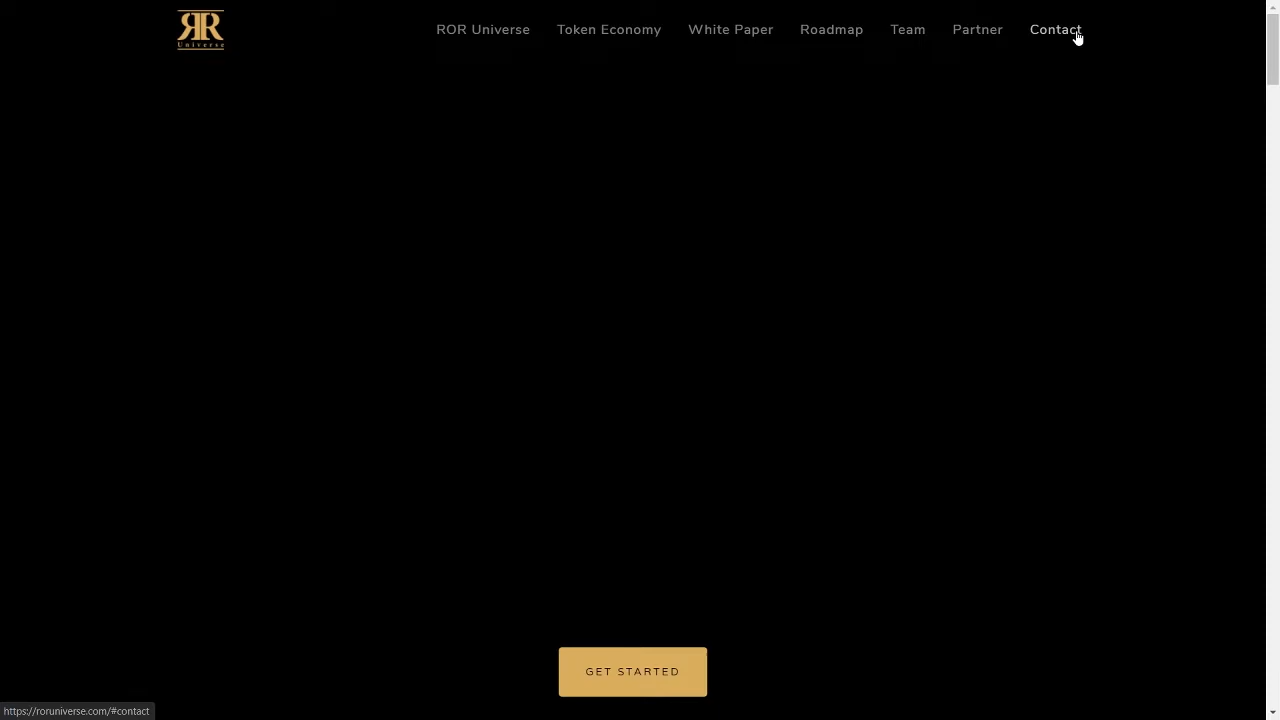 RR
Universe
ROR Universe Token Economy White Paper Roadmap Team Partner Contact
GET STARTED
https://roruniverse.com/#contact